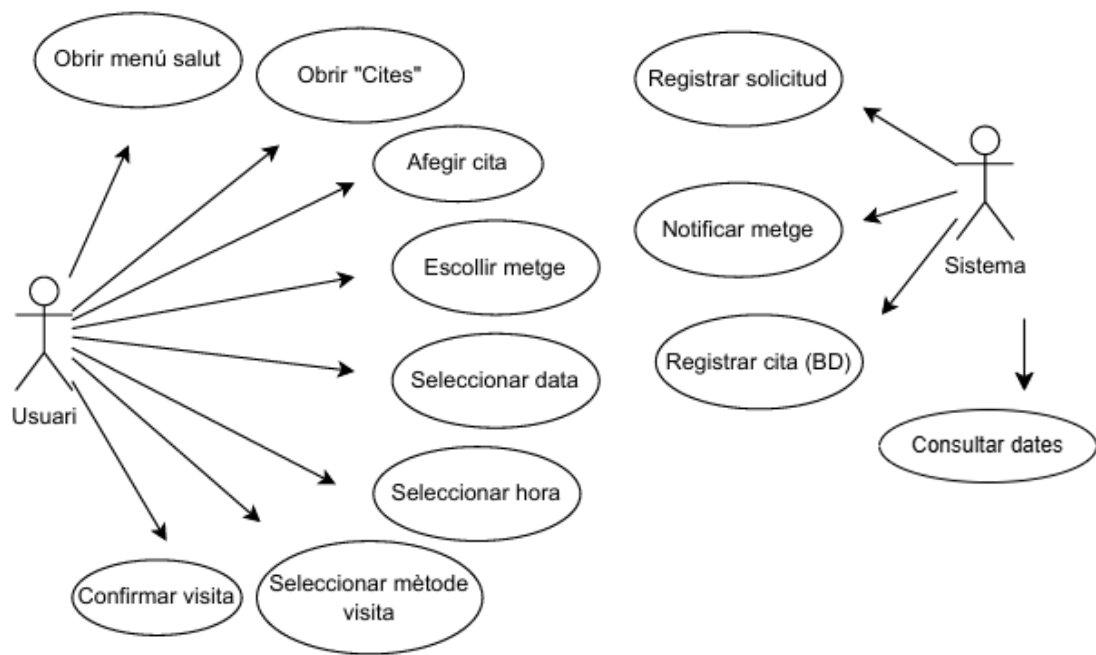 Obrir menú salut
Obrir "Cites"
Afegir cita
Escollir metge
Seleccionar data
Seleccionar hora
Seleccionar mètode
visita
Confirmar visita
Usuari
Registrar solicitud
Notificar metge
Registrar cita (BD)
Sistema
Consultar dates